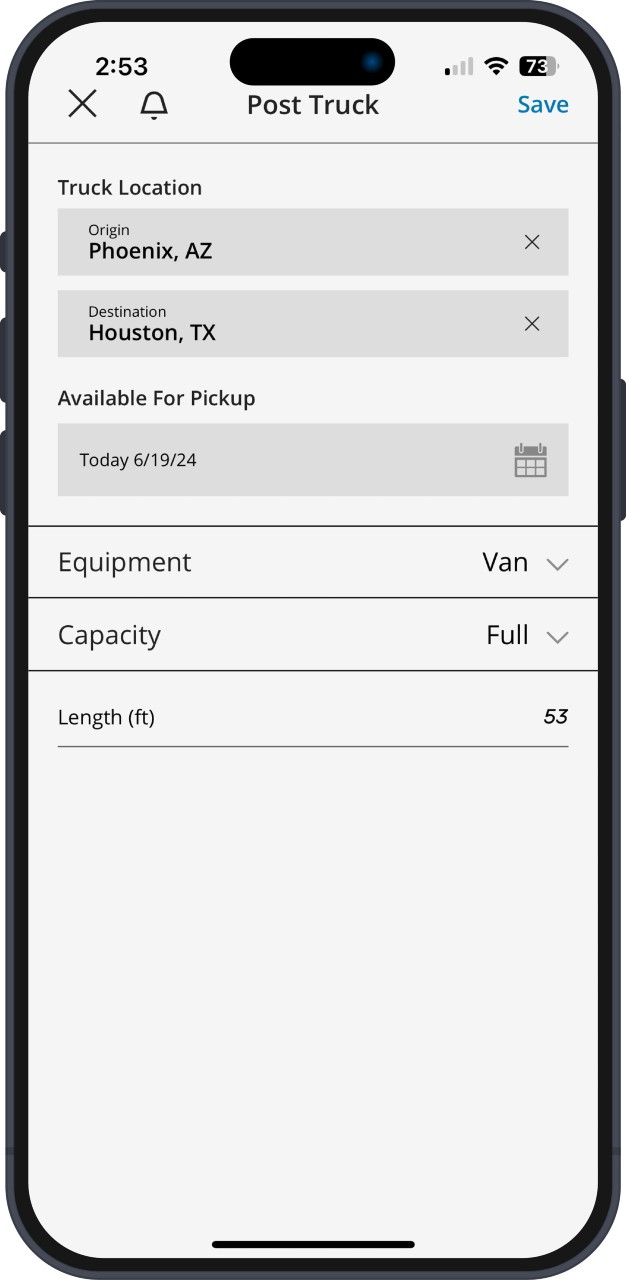 2:53
73
Post Truck
Save
Truck Location
Origin
Phoenix, AZ
Destination
Houston, TX
Available For Pickup
Today 6/19/24
Equipment
Van
Capacity
Full
Length (ft)
53